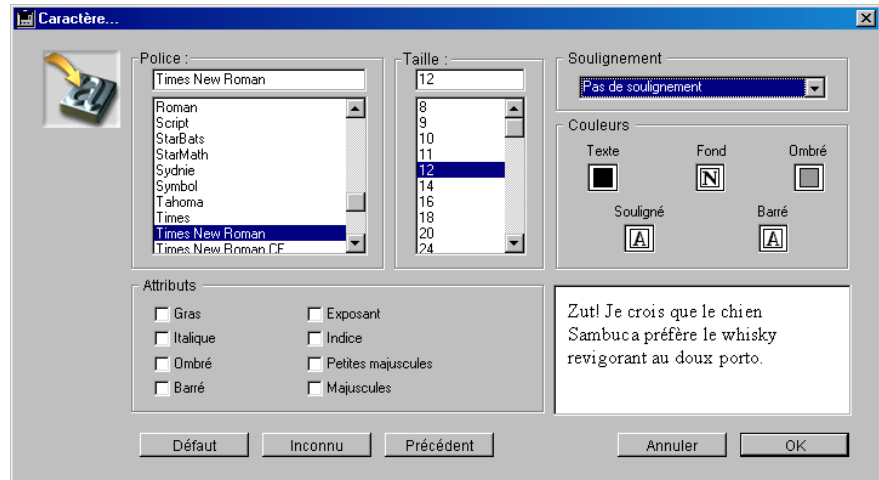 Caractère...
Police :
Times New Roman
Roman
Script
StarBats
StarMath
Sydnie
Symbol
Tahoma
Times
Times New Roman
Times New Roman CE
Taille :
12
8
9
10
11
12
14
16
18
20
24
Soulignement
Pas de soulignement
Couleurs
Texte Fond Ombré
N
Souligné Barré
A A
Attributs
Gras Exposant
Italique Indice
Ombré Petites majuscules
Barré Majuscules
Zut! Je crois que le chien
Sambuca préfère le whisky
revigorant au doux porto.
Défaut Inconnu Précédent Annuler OK